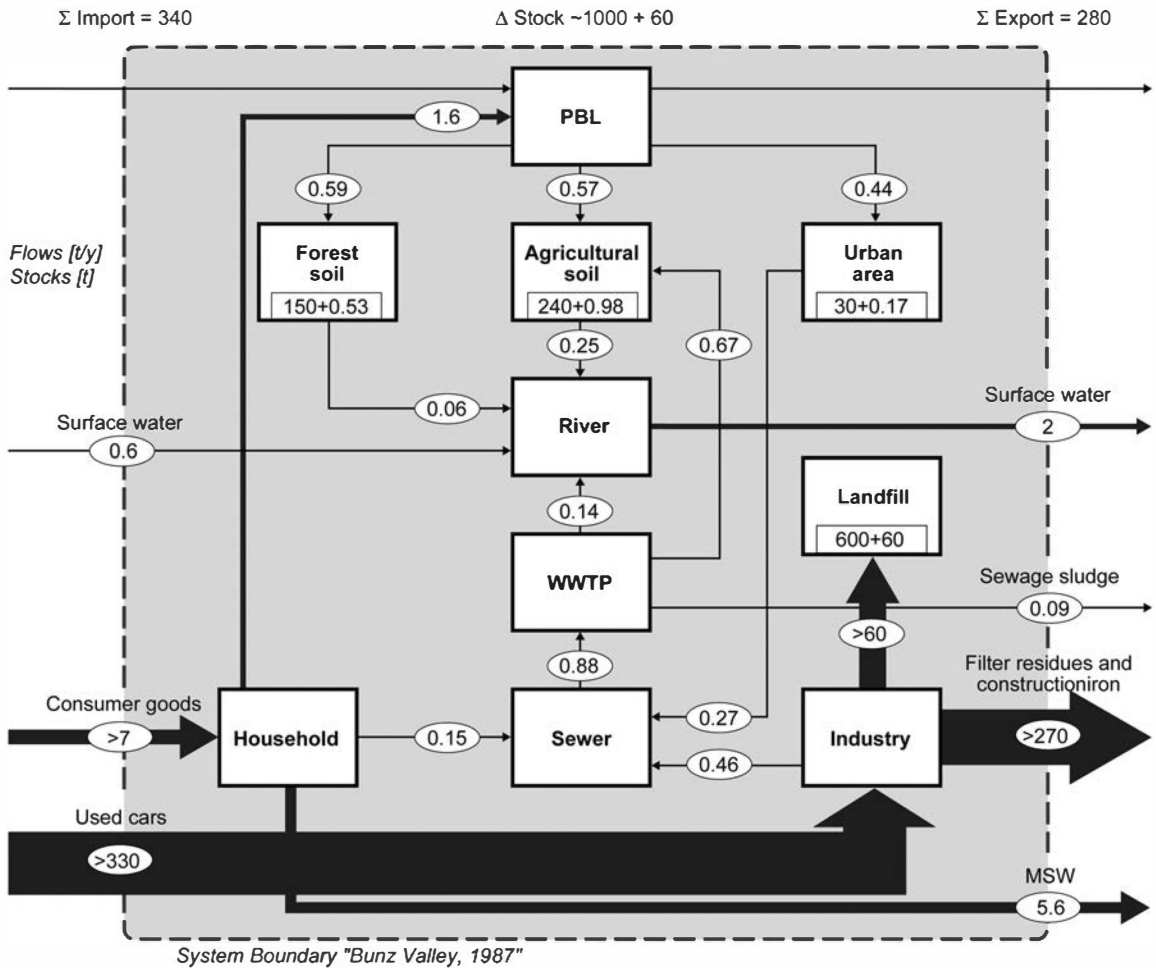 Σ Import = 340
Δ Stock ~1000 + 60
Σ Export = 280
PBL
1.6
0.59
0.57
0.44
Flows [t/y]
Stocks [t]
Forest
soil
150+0.53
Agricultural
soil
240+0.98
Urban
area
30+0.17
0.25
0.67
0.06
Surface water
0.6
River
Surface water
2
Landfill
600+60
0.14
WWTP
Sewage sludge
0.09
0.88
>60
Filter residues and
constructioniron
>270
Consumer goods
>7
Household
0.15
Sewer
0.27
0.46
Industry
Used cars
>330
MSW
5.6
System Boundary "Bunz Valley, 1987"